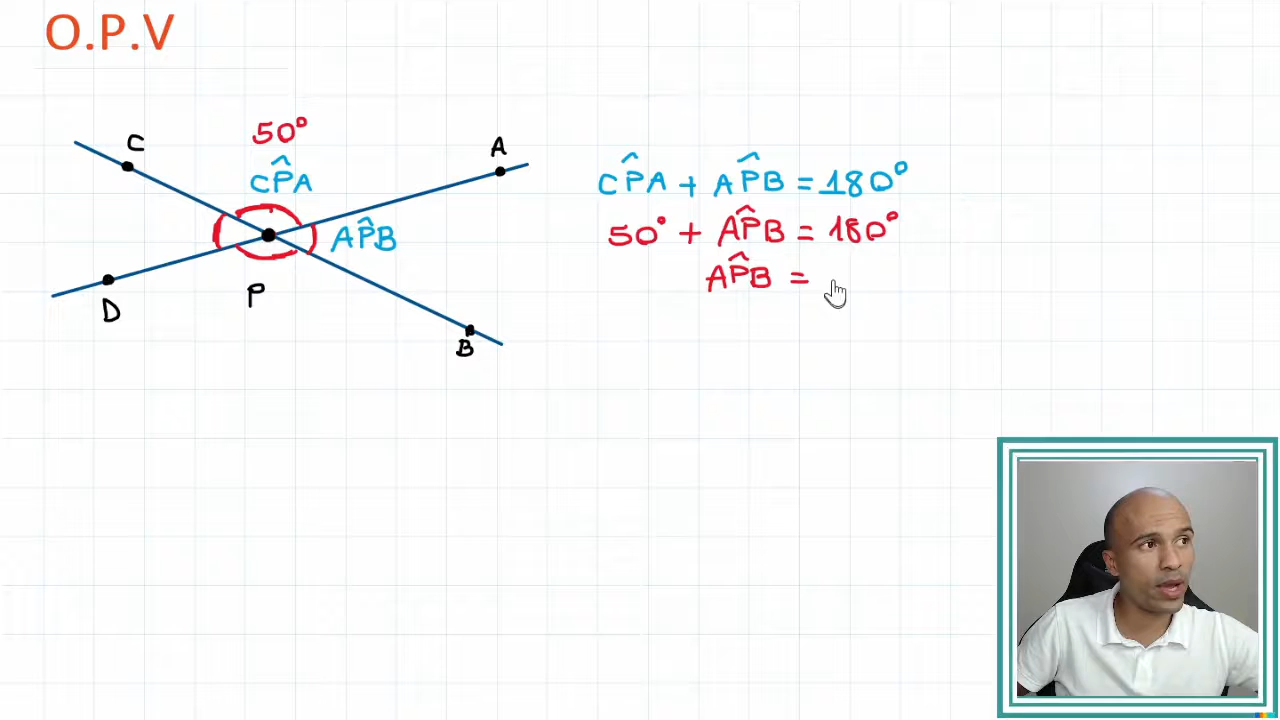 O.P.V
50°
CP̂A
C
A
AP̂B
D
P
B
CP̂A + AP̂B = 180°
50° + AP̂B = 180°
AP̂B =